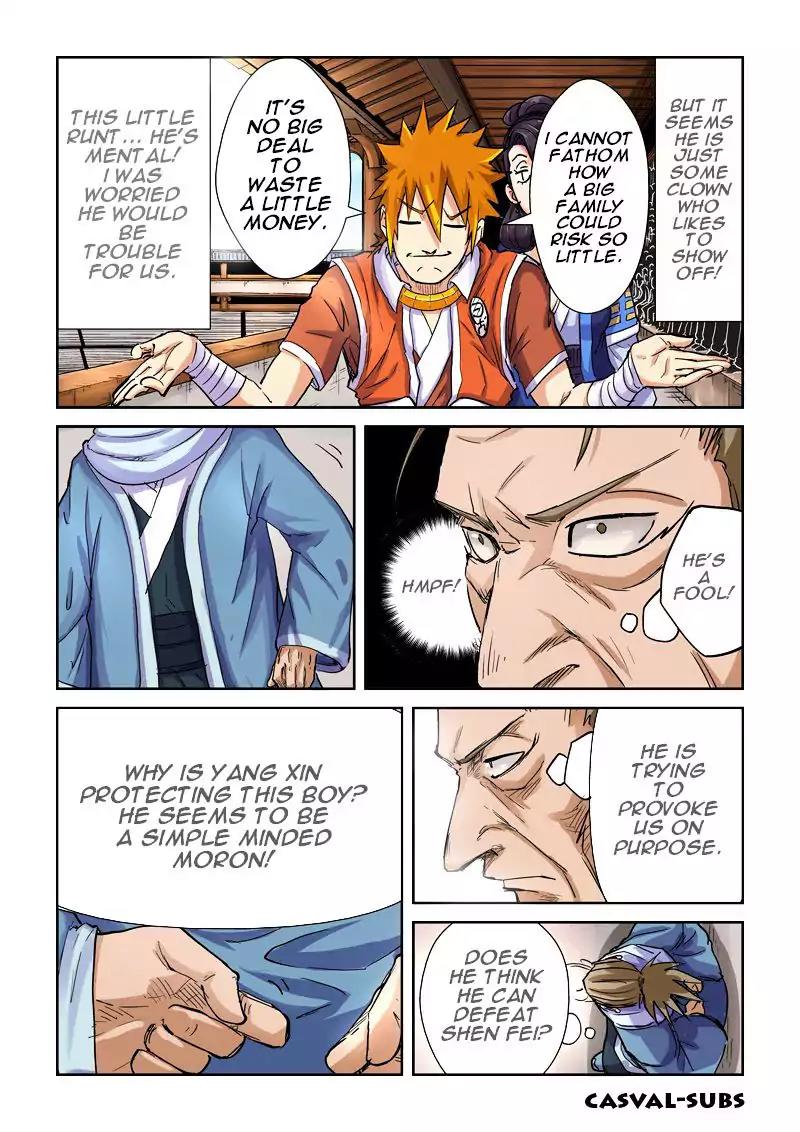 THIS LITTLE
RUNT... HE'S
MENTAL!
I WAS
WORRIED
HE WOULD
BE
TROUBLE
FOR US.
IT'S
NO BIG
DEAL
TO
WASTE
A LITTLE
MONEY.
I CANNOT
FATHOM
HOW
A BIG
FAMILY
COULD
RISK SO
LITTLE.
BUT IT
SEEMS
HE IS
JUST
SOME
CLOWN
WHO
LIKES
TO
SHOW
OFF!
HMPF!
HE'S
A
FOOL!
WHY IS YANG XIN
PROTECTING THIS BOY?
HE SEEMS TO BE
A SIMPLE MINDED
MORON!
HE IS
TRYING
TO
PROVOKE
US ON
PURPOSE.
DOES
HE THINK
HE CAN
DEFEAT
SHEN FEI?
CASVAL-SUBS